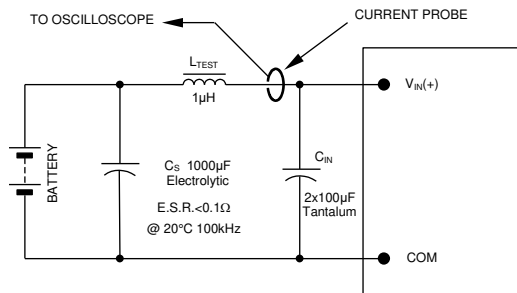 TO OSCILLOSCOPE
CURRENT PROBE
LTEST
1µH
VIN(+)
BATTERY
CS 1000µF
Electrolytic
E.S.R.<0.1Ω
@ 20°C 100kHz
CIN
2x100µF
Tantalum
COM